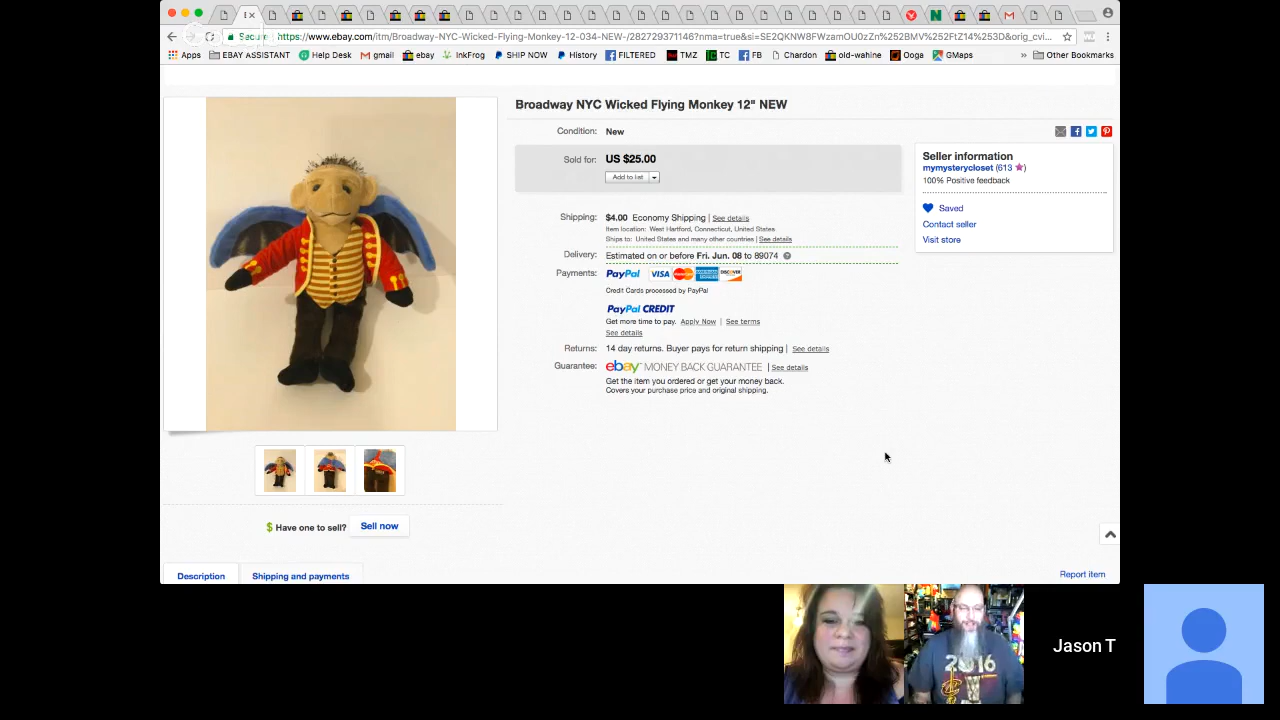 Secure https://www.ebay.com/itm/Broadway-NYC-Wicked-Flying-Monkey-12-034-NEW-/282729371146?nma=true&si=SE2QKNW8FWzamOU0zZn%252BMV%252FtZ14%253D&orig_cvi...
Apps EBAY ASSISTANT Help Desk gmail ebay InkFrog SHIP NOW History FILTERED TMZ TC FB Chardon old-wahine Ooga GMaps » Other Bookmarks
Broadway NYC Wicked Flying Monkey 12" NEW
Condition: New
Sold for: US $25.00
Add to list
Shipping: $4.00 Economy Shipping | See details
Item location: West Hartford, Connecticut, United States
Ships to: United States and many other countries | See details
Delivery: Estimated on or before Fri. Jun. 08 to 89074
Payments: PayPal VISA MasterCard AMERICAN EXPRESS DISCOVER
Credit Cards processed by PayPal
PayPal CREDIT
Get more time to pay. Apply Now | See terms
See details
Returns: 14 day returns. Buyer pays for return shipping | See details
Guarantee: ebay MONEY BACK GUARANTEE | See details
Get the item you ordered or get your money back.
Covers your purchase price and original shipping.
Seller information
mymysterycloset (613)
100% Positive feedback
Saved
Contact seller
Visit store
$ Have one to sell? Sell now
Description Shipping and payments
Report item
2016
Jason T